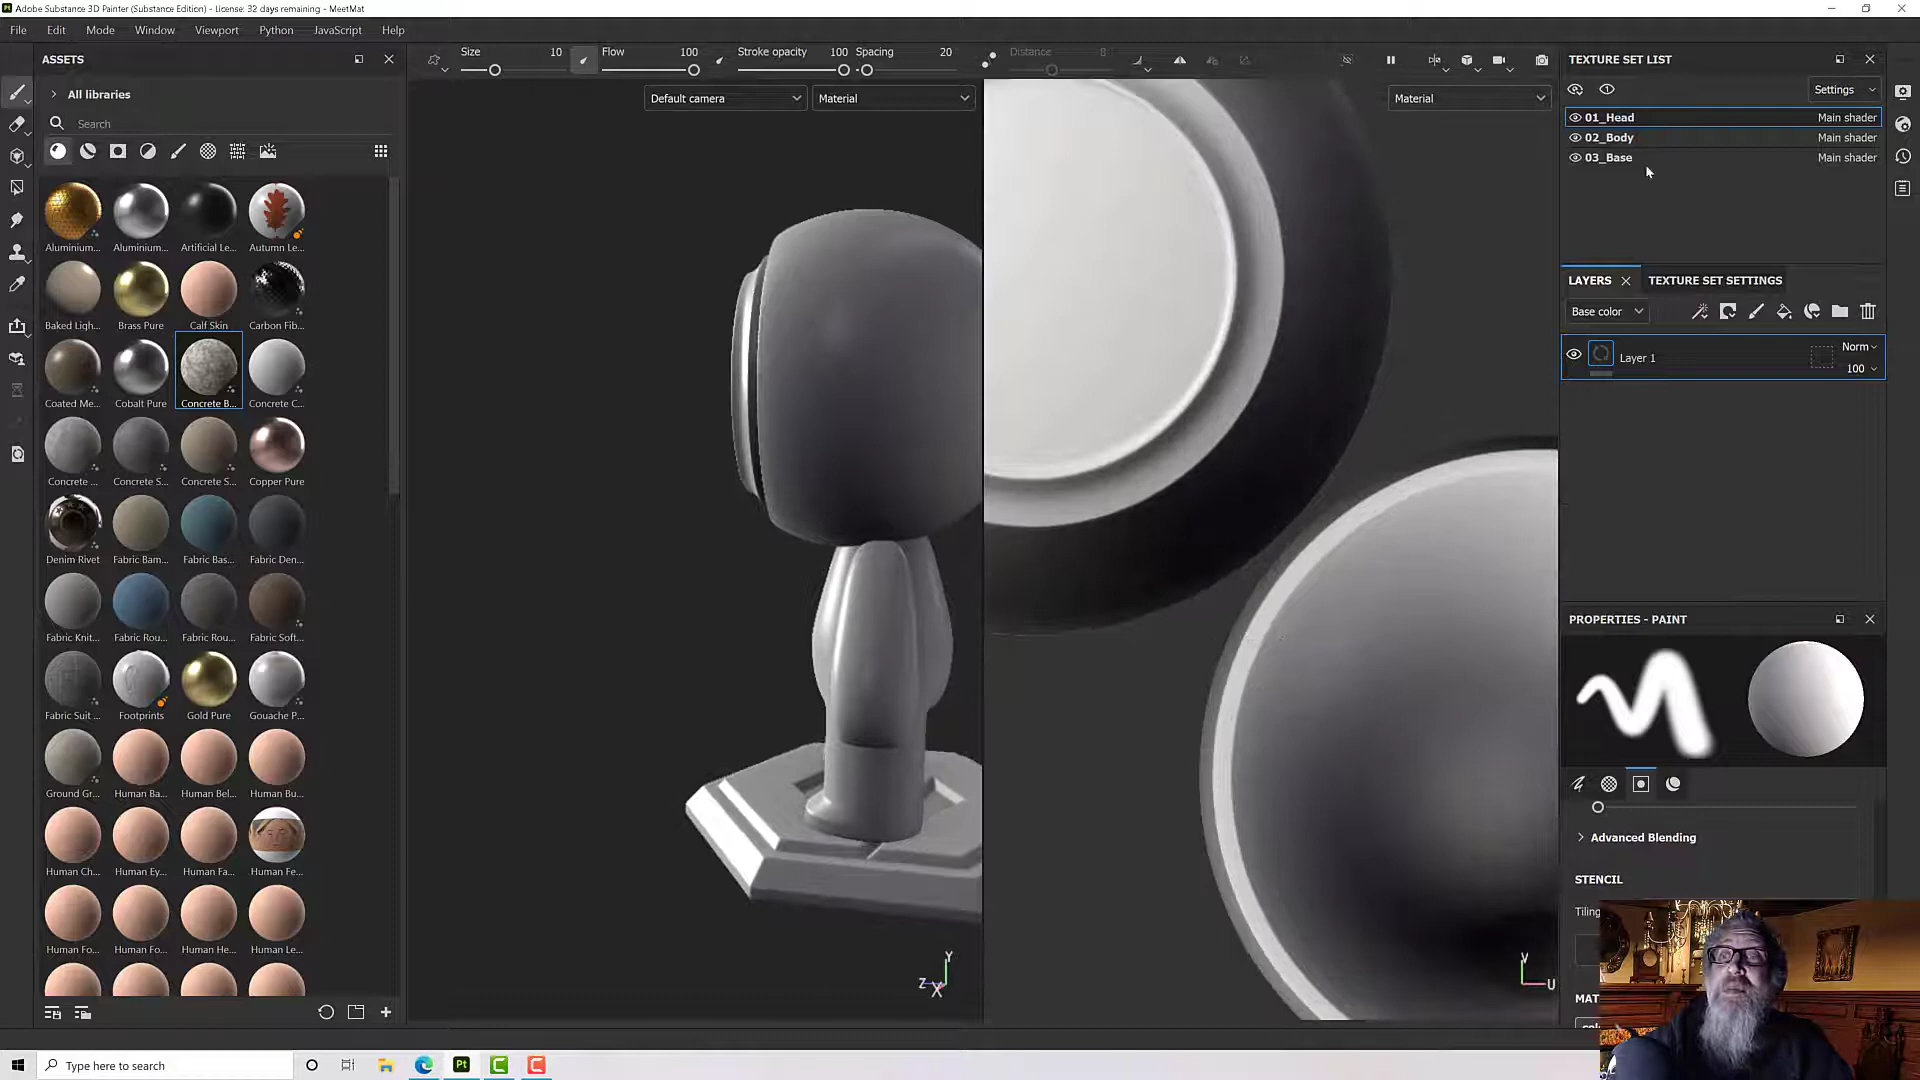 Pt Adobe Substance 3D Painter (Substance Edition) - License: 32 days remaining - MeetMat
File Edit Mode Window Viewport Python JavaScript Help
ASSETS
Size 10 Flow 100 Stroke opacity 100 Spacing 20 Distance 8
TEXTURE SET LIST
All libraries
Settings
Default camera Material Material
Search
01_Head Main shader
02_Body Main shader
03_Base Main shader
Aluminium... Aluminium... Artificial Le... Autumn Le...
LAYERS TEXTURE SET SETTINGS
Base color
Baked Ligh... Brass Pure Calf Skin Carbon Fib...
Layer 1 Norm
100
Coated Me... Cobalt Pure Concrete B... Concrete C...
Concrete ... Concrete S... Concrete S... Copper Pure
Denim Rivet Fabric Bam... Fabric Bas... Fabric Den...
PROPERTIES - PAINT
Fabric Knit... Fabric Rou... Fabric Rou... Fabric Soft...
Fabric Suit ... Footprints Gold Pure Gouache P...
Ground Gr... Human Ba... Human Bel... Human Bu...
Advanced Blending
Human Ch... Human Ey... Human Fa... Human Fe...
STENCIL
Tiling
Human Fo... Human Fo... Human He... Human Le...
Y
Z X
V
U
MAT
Type here to search
Pt